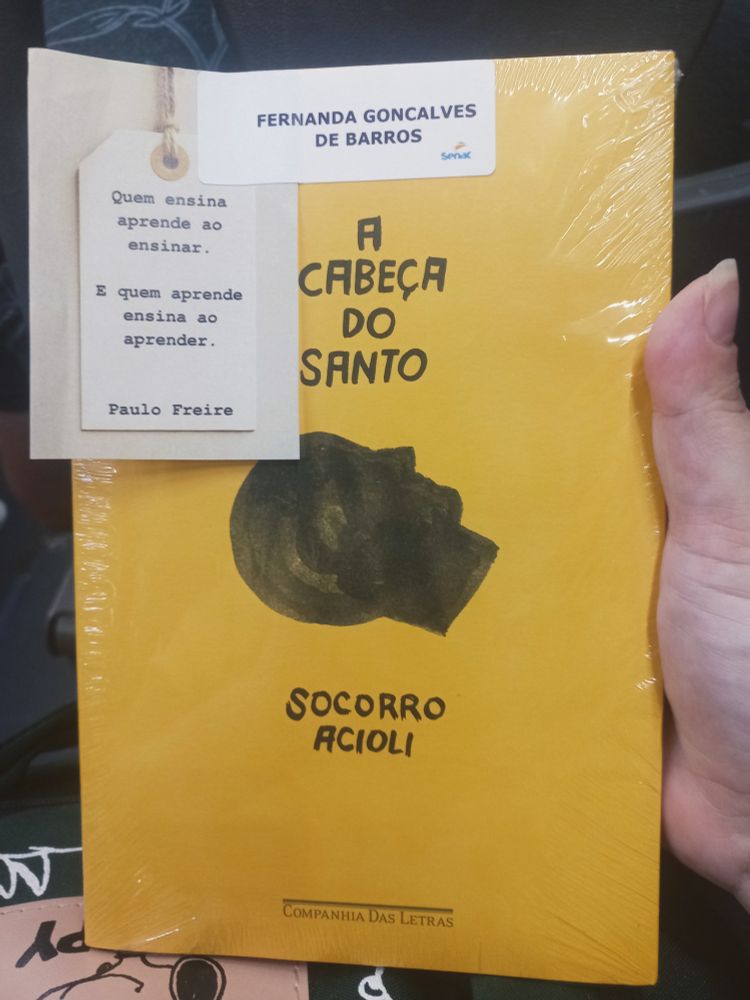 FERNANDA GONCALVES
DE BARROS
Senac
Quem ensina
aprende ao
ensinar.
E quem aprende
ensina ao
aprender.
Paulo Freire
A
CABEÇA
DO
SANTO
SOCORRO
ACIOLI
COMPANHIA DAS LETRAS